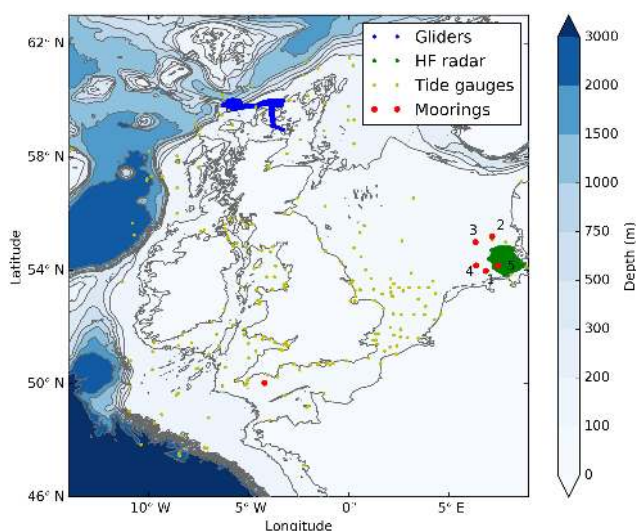 62° N
58° N
54° N
50° N
46° N
Latitude
10° W
5° W
0°
5° E
Longitude
Gliders
HF radar
Tide gauges
Moorings
3
2
4
1
5
3000
2000
1500
1000
750
500
300
200
100
0
Depth (m)